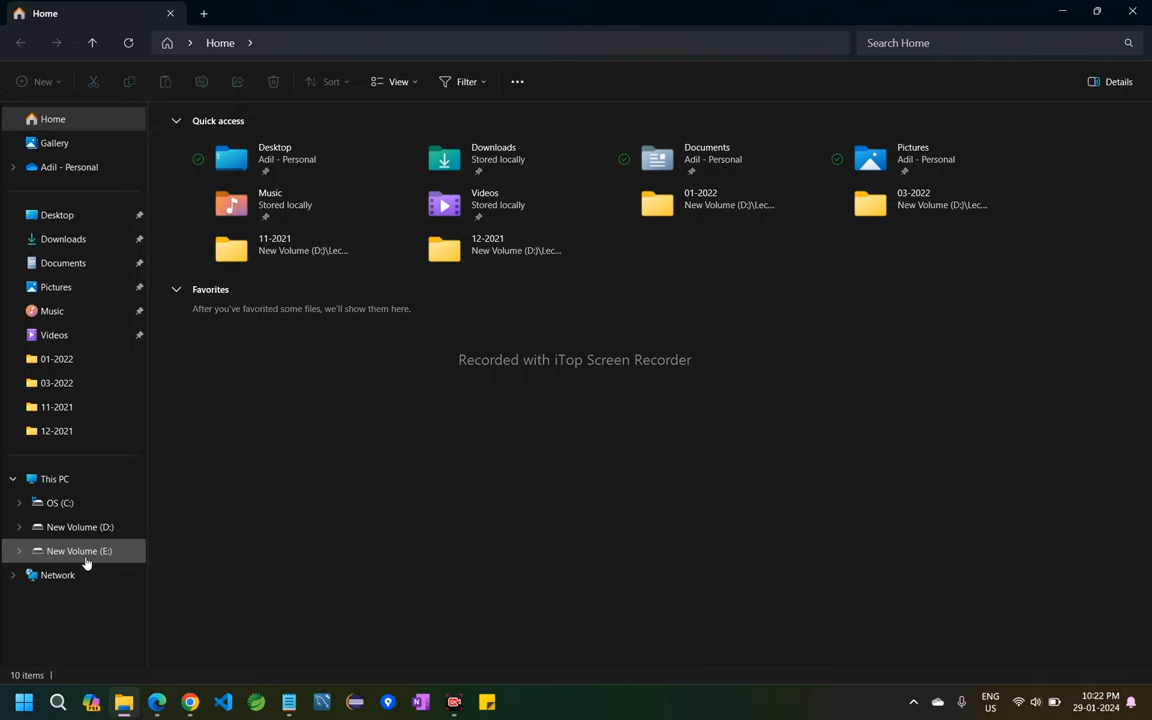 Home
Home
Search Home
New
Sort
View
Filter
Details
Home
Gallery
Adil - Personal
Desktop
Downloads
Documents
Pictures
Music
Videos
01-2022
03-2022
11-2021
12-2021
This PC
OS (C:)
New Volume (D:)
New Volume (E:)
Network
Quick access
Desktop
Adil - Personal
Downloads
Stored locally
Documents
Adil - Personal
Pictures
Adil - Personal
Music
Stored locally
Videos
Stored locally
01-2022
New Volume (D:)\Lec...
03-2022
New Volume (D:)\Lec...
11-2021
New Volume (D:)\Lec...
12-2021
New Volume (D:)\Lec...
Favorites
After you've favorited some files, we'll show them here.
Recorded with iTop Screen Recorder
10 items
PRE
ENG
US
10:22 PM
29-01-2024